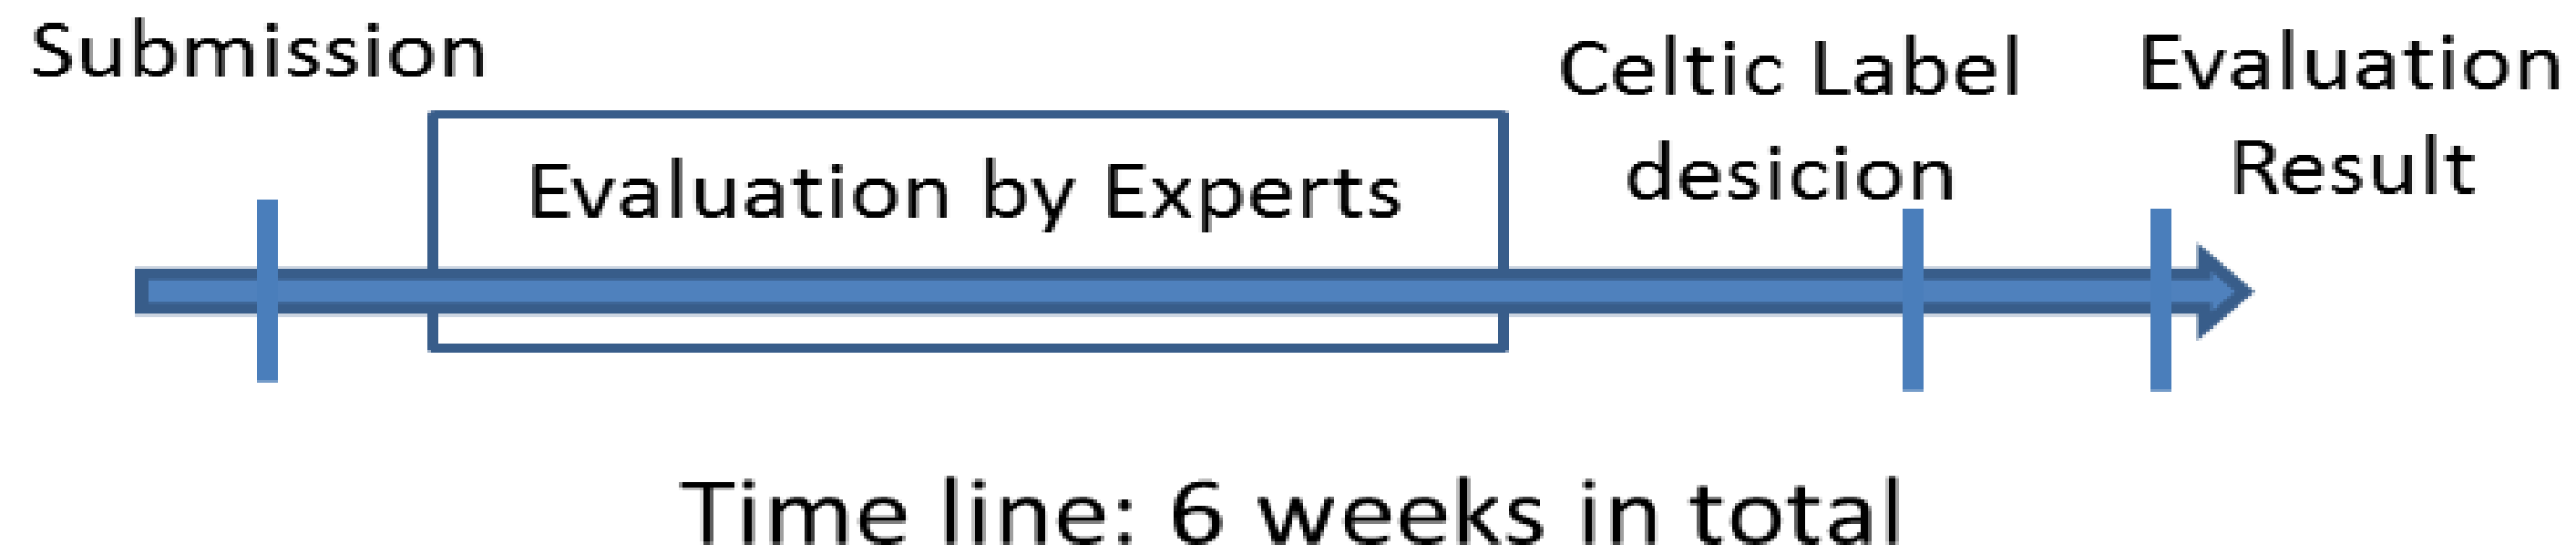 Submission
Evaluation by Experts
Celtic Label
desicion
Evaluation
Result
Time line: 6 weeks in total